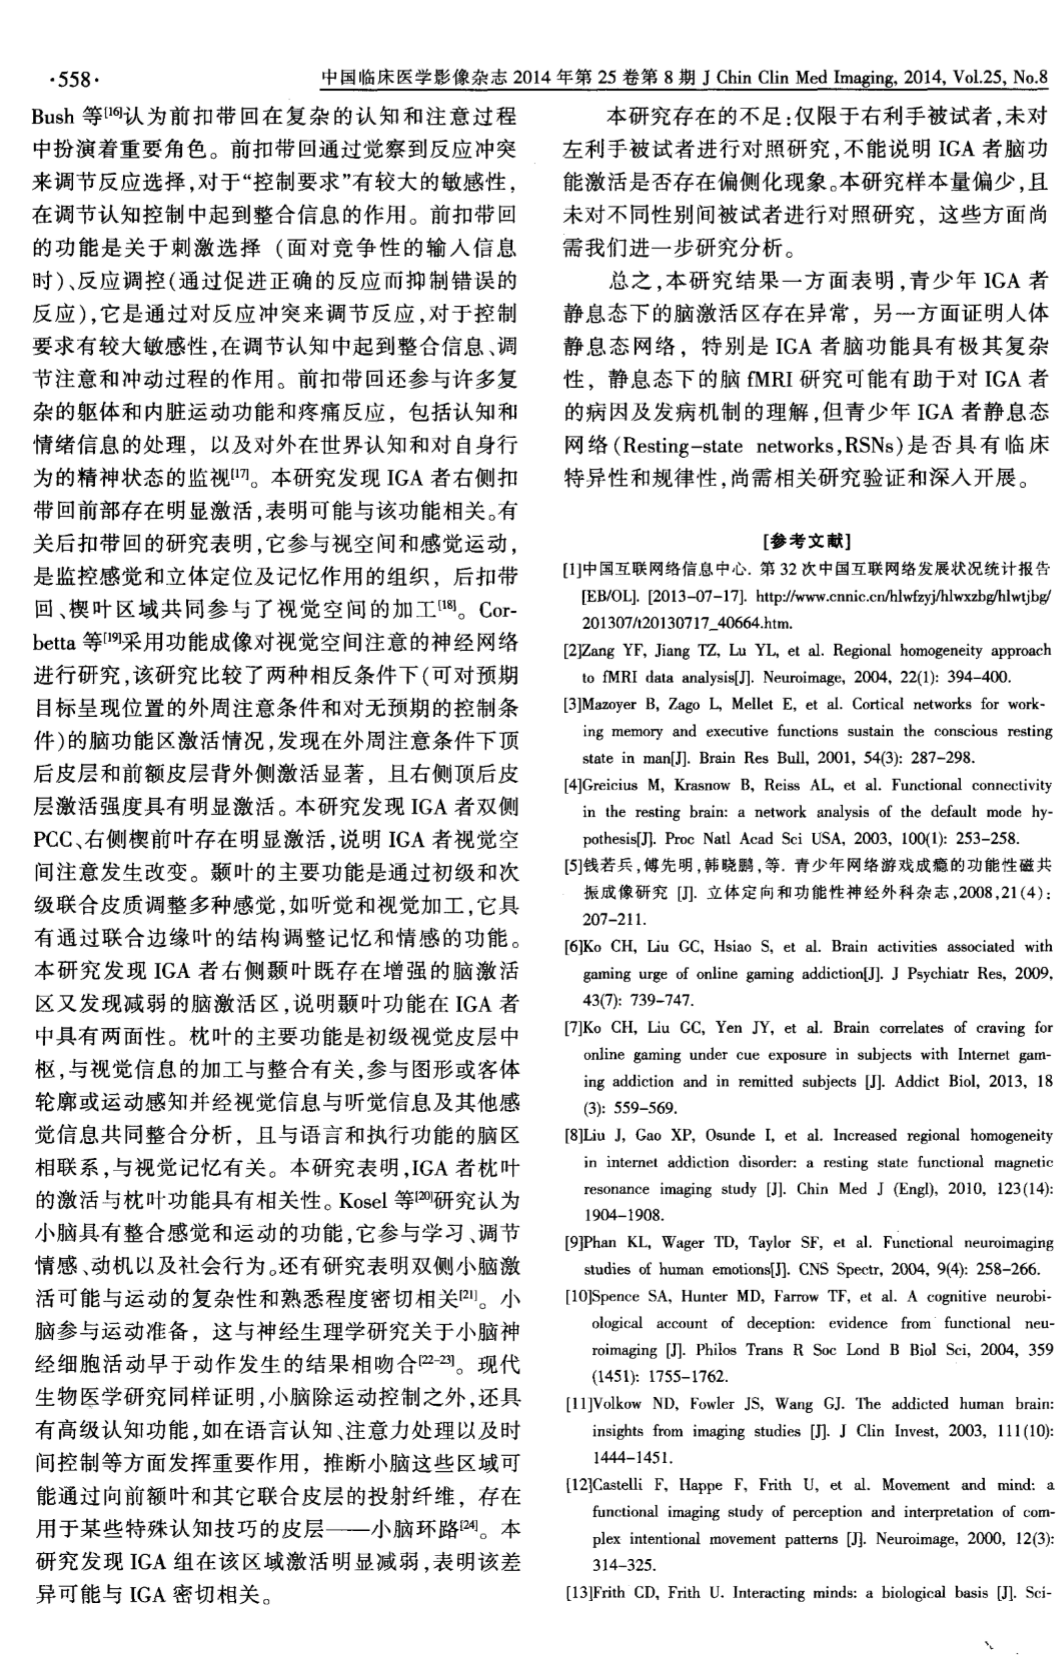 ·558·
中国临床医学影像杂志 2014 年第 25 卷第 8 期 J Chin Clin Med Imaging, 2014, Vol.25, No.8
Bush 等[16]认为前扣带回在复杂的认知和注意过程
中扮演着重要角色。前扣带回通过觉察到反应冲突
来调节反应选择,对于“控制要求”有较大的敏感性,
在调节认知控制中起到整合信息的作用。前扣带回
的功能是关于刺激选择（面对竞争性的输入信息
时）、反应调控（通过促进正确的反应而抑制错误的
反应）,它是通过对反应冲突来调节反应,对于控制
要求有较大敏感性,在调节认知中起到整合信息、调
节注意和冲动过程的作用。前扣带回还参与许多复
杂的躯体和内脏运动功能和疼痛反应，包括认知和
情绪信息的处理，以及对外在世界认知和对自身行
为的精神状态的监视[17]。本研究发现 IGA 者右侧扣
带回前部存在明显激活,表明可能与该功能相关。有
关后扣带回的研究表明,它参与视空间和感觉运动,
是监控感觉和立体定位及记忆作用的组织，后扣带
回、楔叶区域共同参与了视觉空间的加工[18]。Cor-
betta 等[19]采用功能成像对视觉空间注意的神经网络
进行研究,该研究比较了两种相反条件下（可对预期
目标呈现位置的外周注意条件和对无预期的控制条
件）的脑功能区激活情况,发现在外周注意条件下顶
后皮层和前额皮层背外侧激活显著，且右侧顶后皮
层激活强度具有明显激活。本研究发现 IGA 者双侧
PCC、右侧楔前叶存在明显激活,说明 IGA 者视觉空
间注意发生改变。颞叶的主要功能是通过初级和次
级联合皮质调整多种感觉,如听觉和视觉加工,它具
有通过联合边缘叶的结构调整记忆和情感的功能。
本研究发现 IGA 者右侧颞叶既存在增强的脑激活
区又发现减弱的脑激活区,说明颞叶功能在 IGA 者
中具有两面性。枕叶的主要功能是初级视觉皮层中
枢,与视觉信息的加工与整合有关,参与图形或客体
轮廓或运动感知并经视觉信息与听觉信息及其他感
觉信息共同整合分析，且与语言和执行功能的脑区
相联系,与视觉记忆有关。本研究表明,IGA 者枕叶
的激活与枕叶功能具有相关性。Kosel 等[20]研究认为
小脑具有整合感觉和运动的功能,它参与学习、调节
情感、动机以及社会行为。还有研究表明双侧小脑激
活可能与运动的复杂性和熟悉程度密切相关[21]。小
脑参与运动准备，这与神经生理学研究关于小脑神
经细胞活动早于动作发生的结果相吻合[22-23]。现代
生物医学研究同样证明,小脑除运动控制之外,还具
有高级认知功能,如在语言认知、注意力处理以及时
间控制等方面发挥重要作用，推断小脑这些区域可
能通过向前额叶和其它联合皮层的投射纤维，存在
用于某些特殊认知技巧的皮层——小脑环路[24]。本
研究发现 IGA 组在该区域激活明显减弱,表明该差
异可能与 IGA 密切相关。
本研究存在的不足:仅限于右利手被试者,未对
左利手被试者进行对照研究,不能说明 IGA 者脑功
能激活是否存在偏侧化现象。本研究样本量偏少,且
未对不同性别间被试者进行对照研究，这些方面尚
需我们进一步研究分析。
总之,本研究结果一方面表明,青少年 IGA 者
静息态下的脑激活区存在异常，另一方面证明人体
静息态网络，特别是 IGA 者脑功能具有极其复杂
性，静息态下的脑 fMRI 研究可能有助于对 IGA 者
的病因及发病机制的理解,但青少年 IGA 者静息态
网络(Resting-state networks,RSNs)是否具有临床
特异性和规律性,尚需相关研究验证和深入开展。
[参考文献]
[1]中国互联网络信息中心. 第 32 次中国互联网络发展状况统计报告
[EB/OL]. [2013-07-17]. http://www.cnnic.cn/hlwfzyj/hlwxzbg/hlwtjbg/
201307/t20130717_40664.htm.
[2]Zang YF, Jiang TZ, Lu YL, et al. Regional homogeneity approach
to fMRI data analysis[J]. Neuroimage, 2004, 22(1): 394-400.
[3]Mazoyer B, Zago L, Mellet E, et al. Cortical networks for work-
ing memory and executive functions sustain the conscious resting
state in man[J]. Brain Res Bull, 2001, 54(3): 287-298.
[4]Greicius M, Krasnow B, Reiss AL, et al. Functional connectivity
in the resting brain: a network analysis of the default mode hy-
pothesis[J]. Proc Natl Acad Sci USA, 2003, 100(1): 253-258.
[5]钱若兵,傅先明,韩晓鹏,等. 青少年网络游戏成瘾的功能性磁共
振成像研究 [J]. 立体定向和功能性神经外科杂志,2008,21(4):
207-211.
[6]Ko CH, Liu GC, Hsiao S, et al. Brain activities associated with
gaming urge of online gaming addiction[J]. J Psychiatr Res, 2009,
43(7): 739-747.
[7]Ko CH, Liu GC, Yen JY, et al. Brain correlates of craving for
online gaming under cue exposure in subjects with Internet gam-
ing addiction and in remitted subjects [J]. Addict Biol, 2013, 18
(3): 559-569.
[8]Liu J, Gao XP, Osunde I, et al. Increased regional homogeneity
in internet addiction disorder: a resting state functional magnetic
resonance imaging study [J]. Chin Med J (Engl), 2010, 123(14):
1904-1908.
[9]Phan KL, Wager TD, Taylor SF, et al. Functional neuroimaging
studies of human emotions[J]. CNS Spectr, 2004, 9(4): 258-266.
[10]Spence SA, Hunter MD, Farrow TF, et al. A cognitive neurobi-
ological account of deception: evidence from functional neu-
roimaging [J]. Philos Trans R Soc Lond B Biol Sci, 2004, 359
(1451): 1755-1762.
[11]Volkow ND, Fowler JS, Wang GJ. The addicted human brain:
insights from imaging studies [J]. J Clin Invest, 2003, 111(10):
1444-1451.
[12]Castelli F, Happe F, Frith U, et al. Movement and mind: a
functional imaging study of perception and interpretation of com-
plex intentional movement patterns [J]. Neuroimage, 2000, 12(3):
314-325.
[13]Frith CD, Frith U. Interacting minds: a biological basis [J]. Sci-